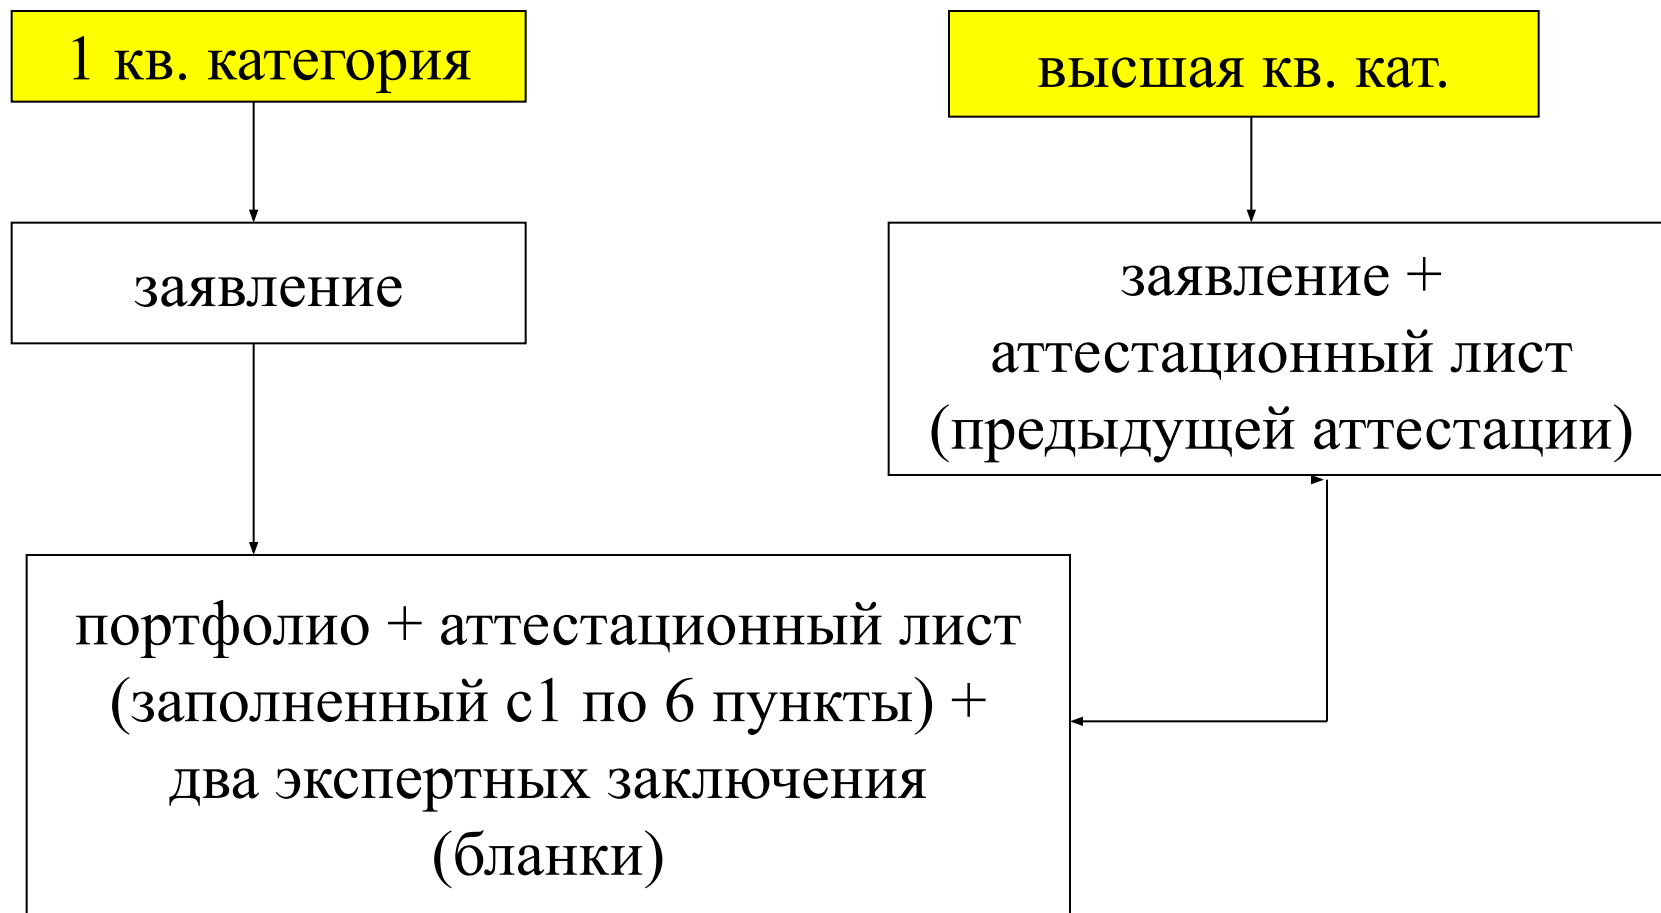 1 кв. категория
высшая кв. кат.
заявление
заявление +
аттестационный лист
(предыдущей аттестации)
портфолио + аттестационный лист
(заполненный с1 по 6 пункты) +
два экспертных заключения
(бланки)